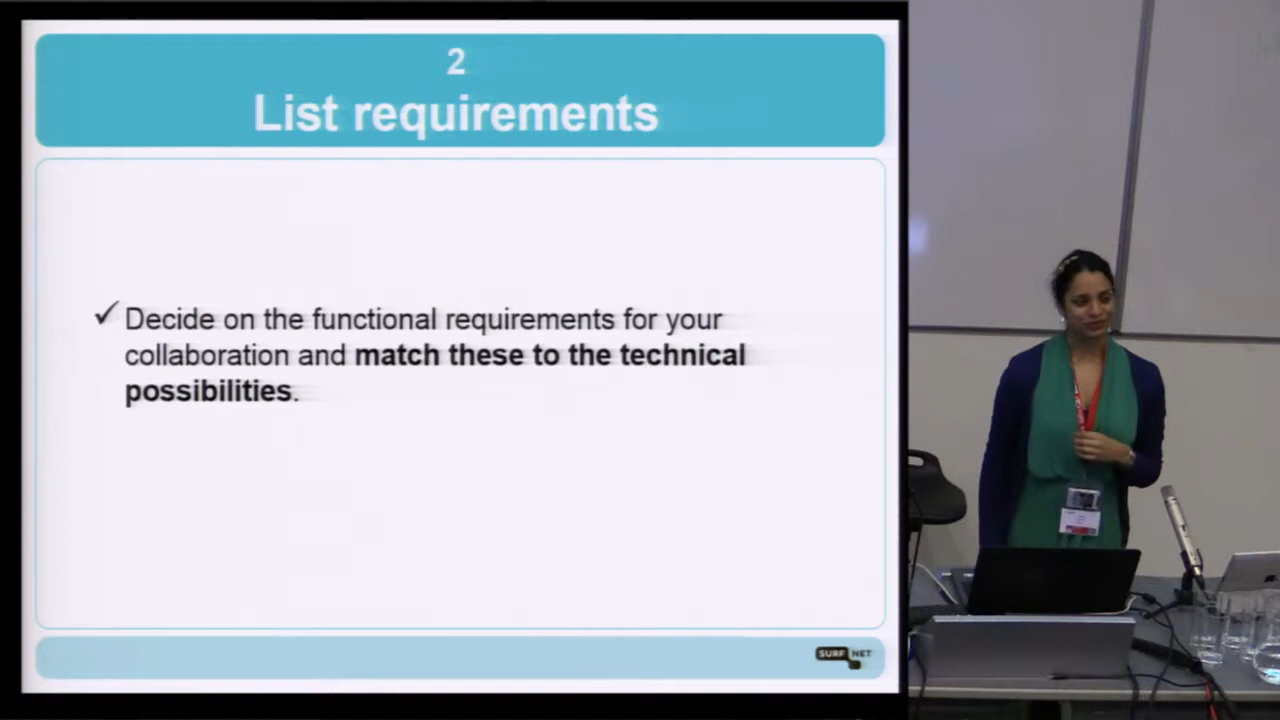 2
List requirements
✓ Decide on the functional requirements for your
collaboration and match these to the technical
possibilities.
SURF NET